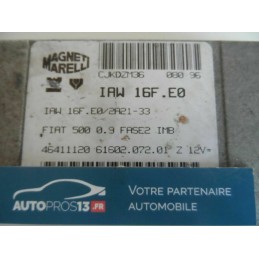 MAGNETI
MARELLI
CJKDZM36 080 96
IAW 16F.E0
IAW 16F.E0/2A21-33
FIAT 500 0.9 FASE2 IMB
46411120 61602.072.01 Z 12V=
AUTOPROS13.FR
VOTRE PARTENAIRE
AUTOMOBILE